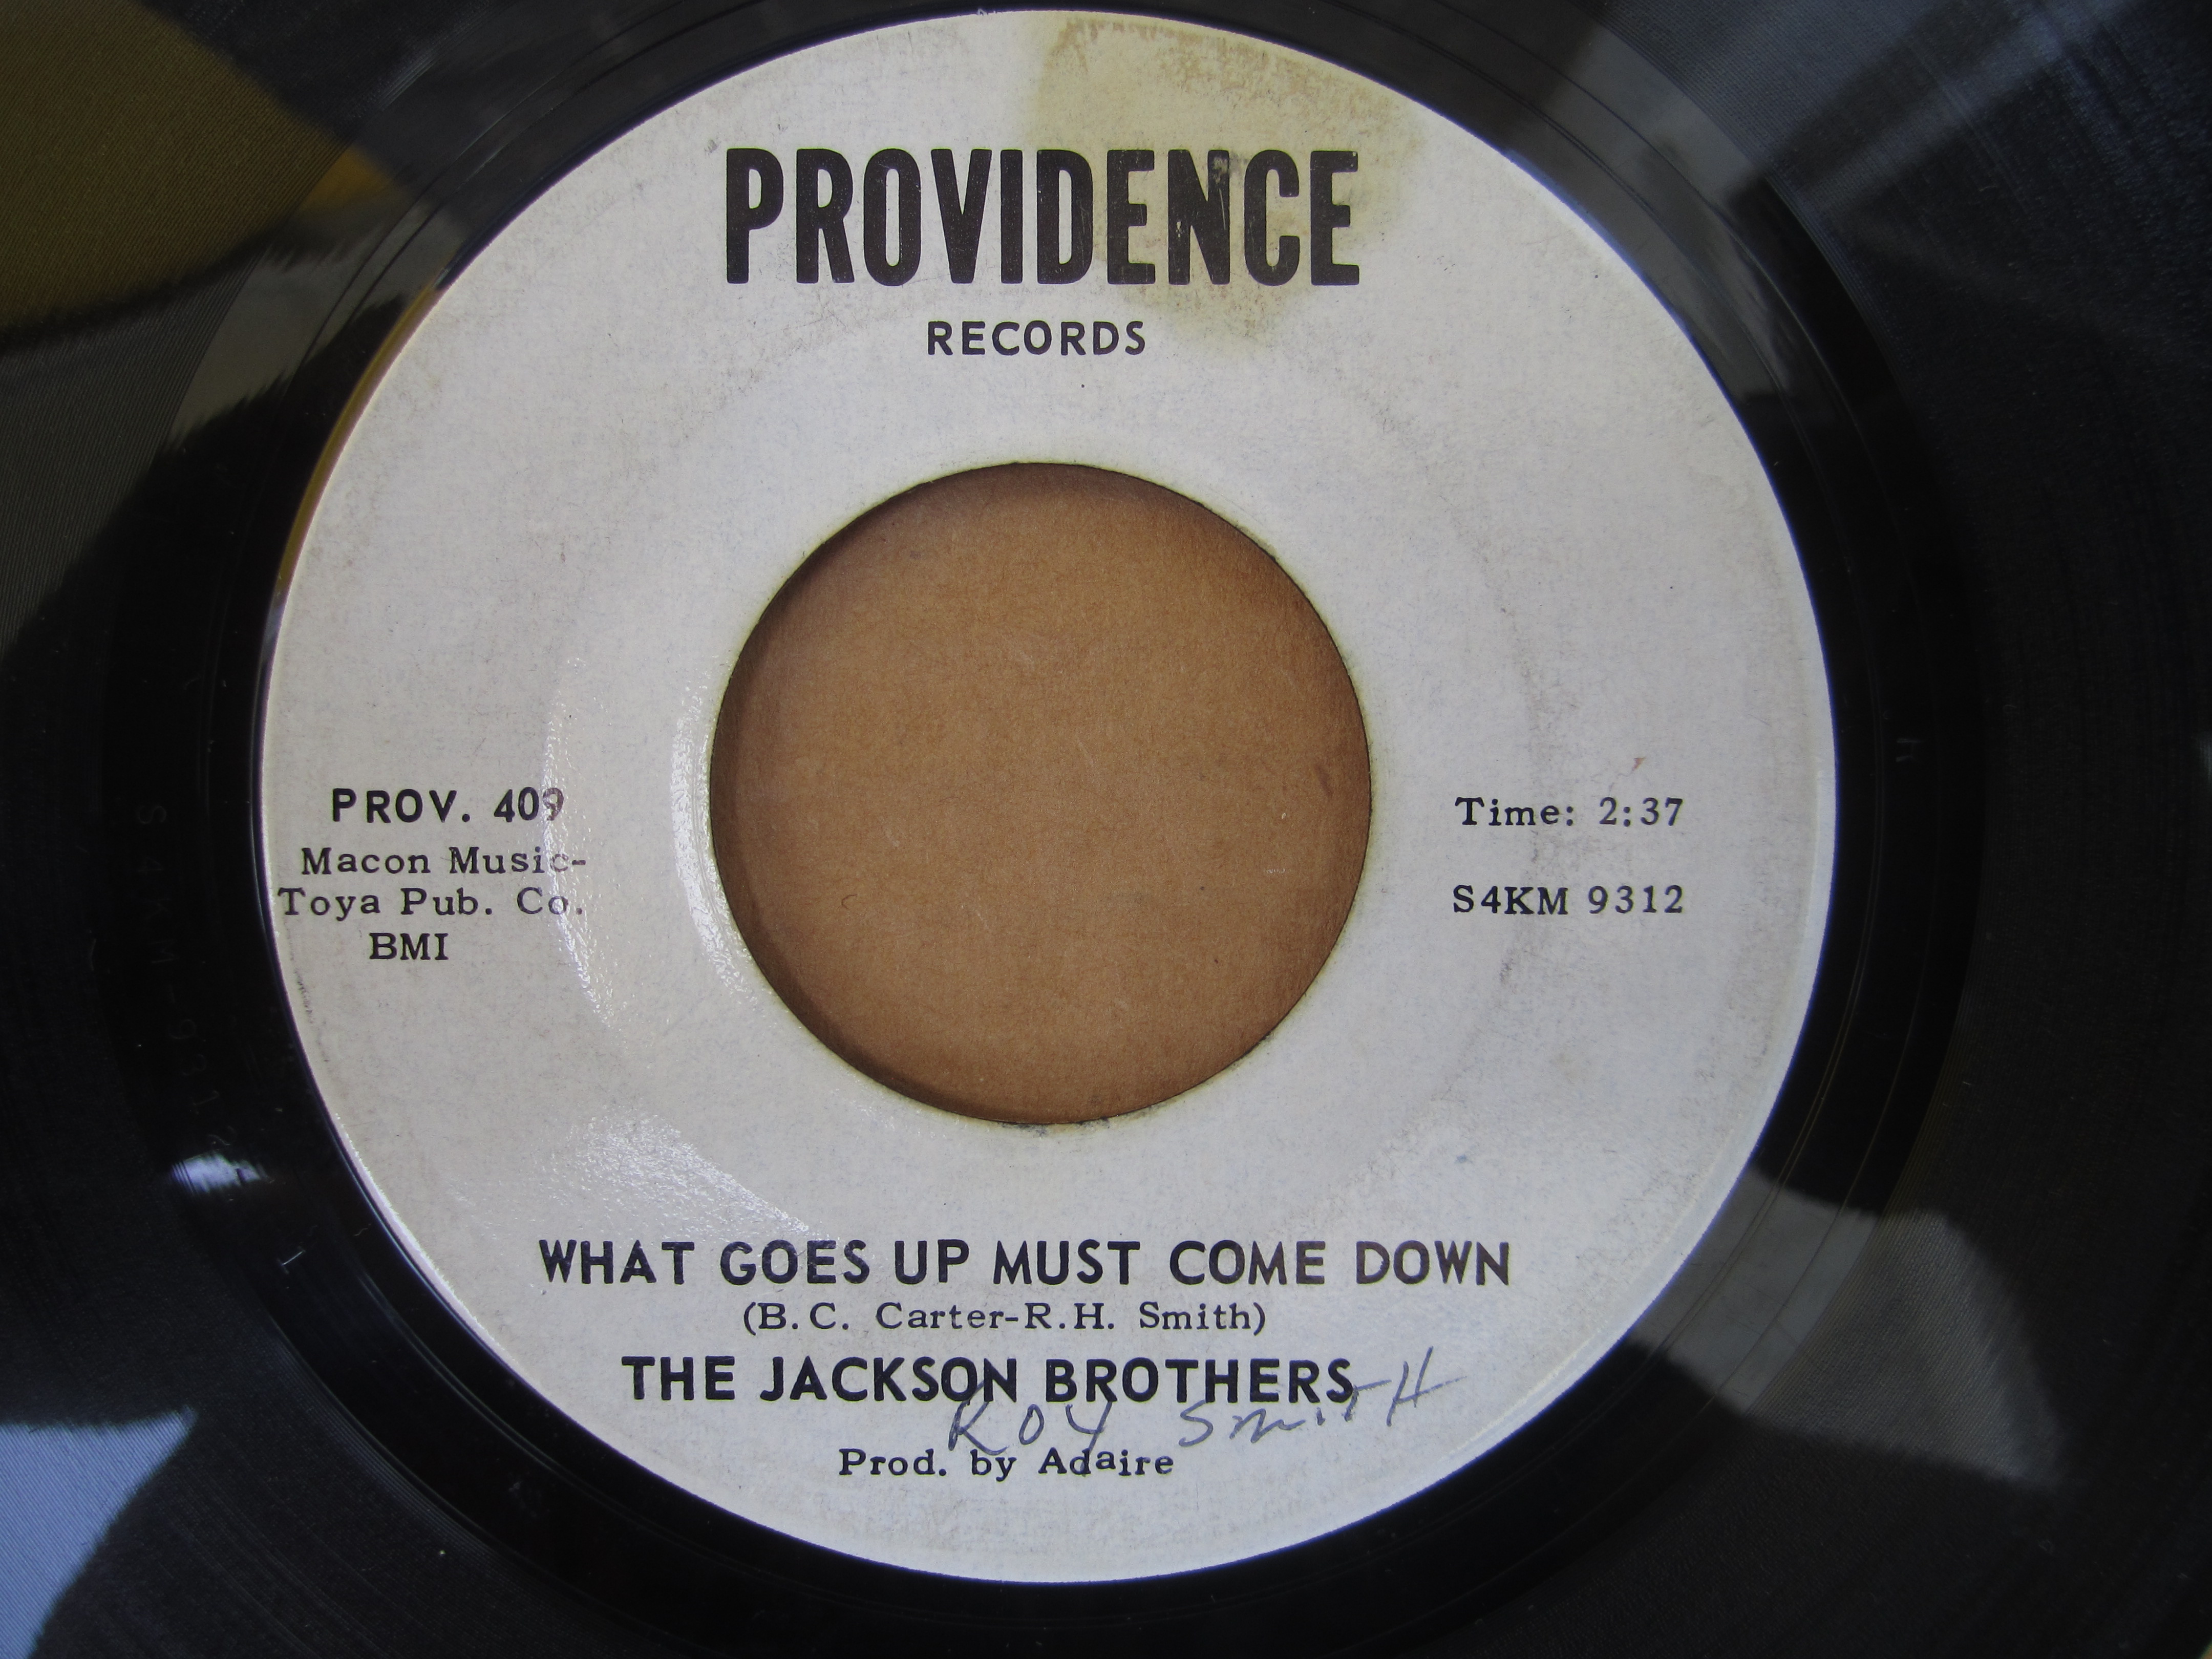 PROVIDENCE
RECORDS
PROV. 409
Macon Music-
Toya Pub. Co.
BMI
Time: 2:37
S4KM 9312
WHAT GOES UP MUST COME DOWN
(B.C. Carter-R.H. Smith)
THE JACKSON BROTHERS
ROY SmiTH
Prod. by Adaire